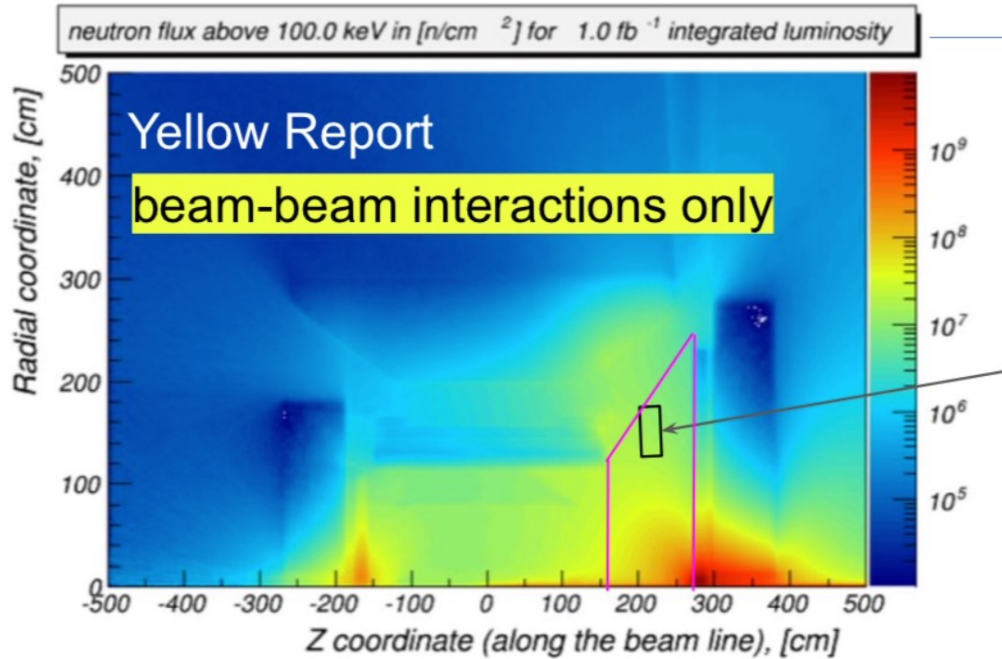 neutron flux above 100.0 keV in [n/cm ²] for 1.0 fb ⁻¹ integrated luminosity
500
Yellow Report
400
beam-beam interactions only
300
200
100
0
Radial coordinate, [cm]
10⁹
10⁸
10⁷
10⁶
10⁵
-500 -400 -300 -200 -100 0 100 200 300 400 500
Z coordinate (along the beam line), [cm]